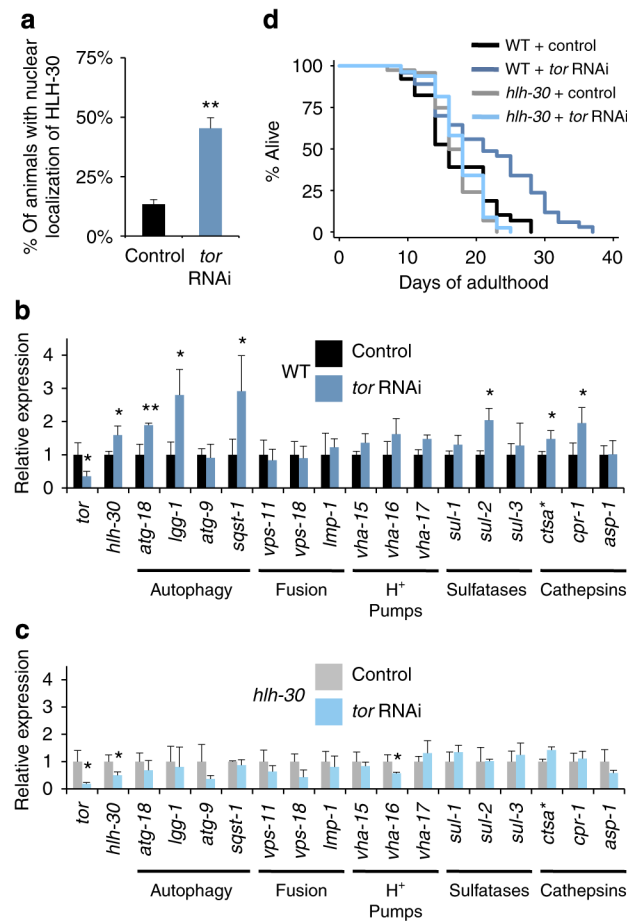 a
% Of animals with nuclear
localization of HLH-30
75%
50%
25%
0%
**
Control
tor
RNAi
d
% Alive
100
75
50
25
0
0
10
20
30
40
Days of adulthood
WT + control
WT + tor RNAi
hlh-30 + control
hlh-30 + tor RNAi
b
Relative expression
4
3
2
1
0
WT
Control
tor RNAi
*
*
**
*
*
*
*
*
tor
hlh-30
atg-18
lgg-1
atg-9
sqst-1
vps-11
vps-18
lmp-1
vha-15
vha-16
vha-17
sul-1
sul-2
sul-3
ctsa*
cpr-1
asp-1
Autophagy
Fusion
H+
Pumps
Sulfatases
Cathepsins
c
Relative expression
4
3
2
1
0
hlh-30
Control
tor RNAi
*
*
*
tor
hlh-30
atg-18
lgg-1
atg-9
sqst-1
vps-11
vps-18
lmp-1
vha-15
vha-16
vha-17
sul-1
sul-2
sul-3
ctsa*
cpr-1
asp-1
Autophagy
Fusion
H+
Pumps
Sulfatases
Cathepsins